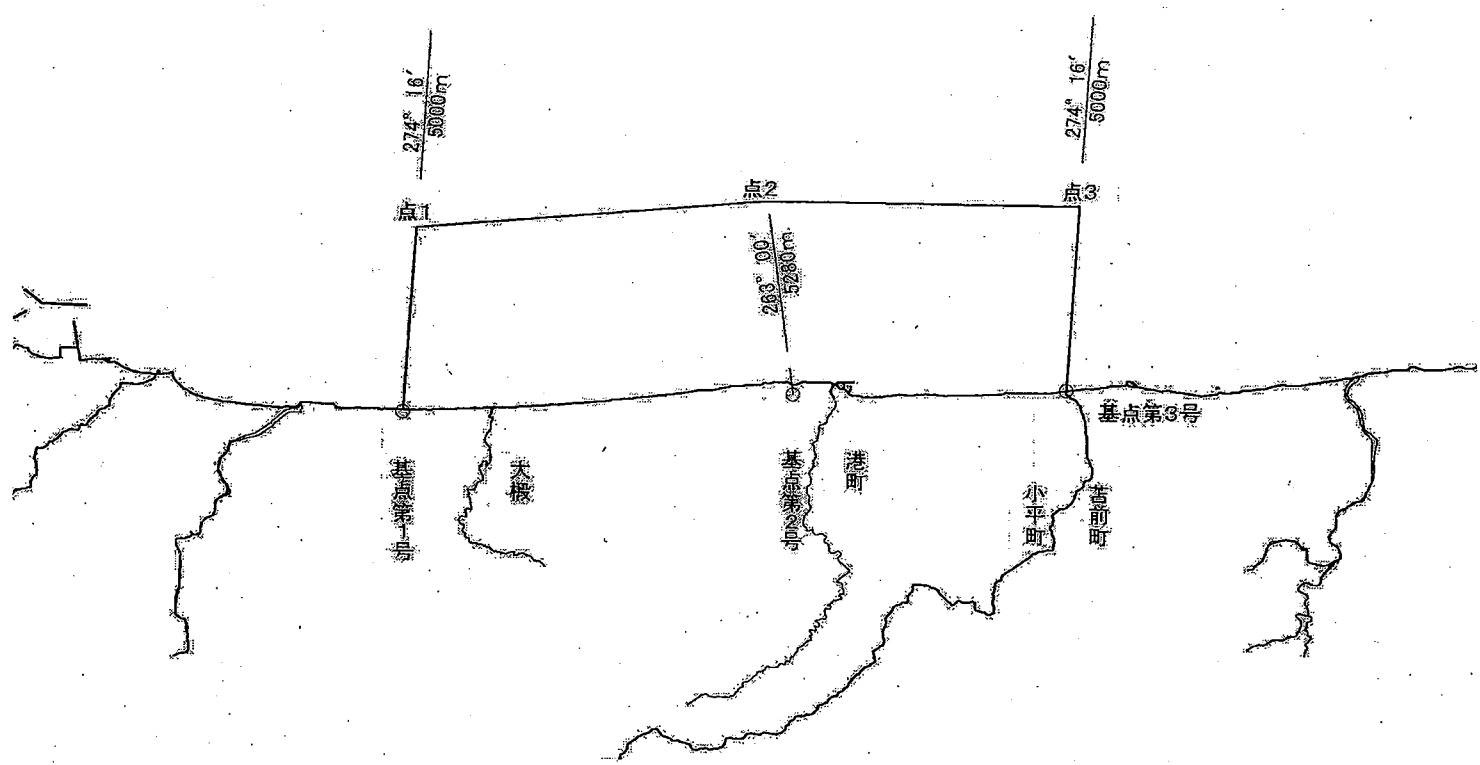 274° 16′
5000m
274° 16′
5000m
点1
点2
点3
263° 00′
5280m
基点第3号
基点第1号
大椴
基点第2号
港町
小平町
苫前町